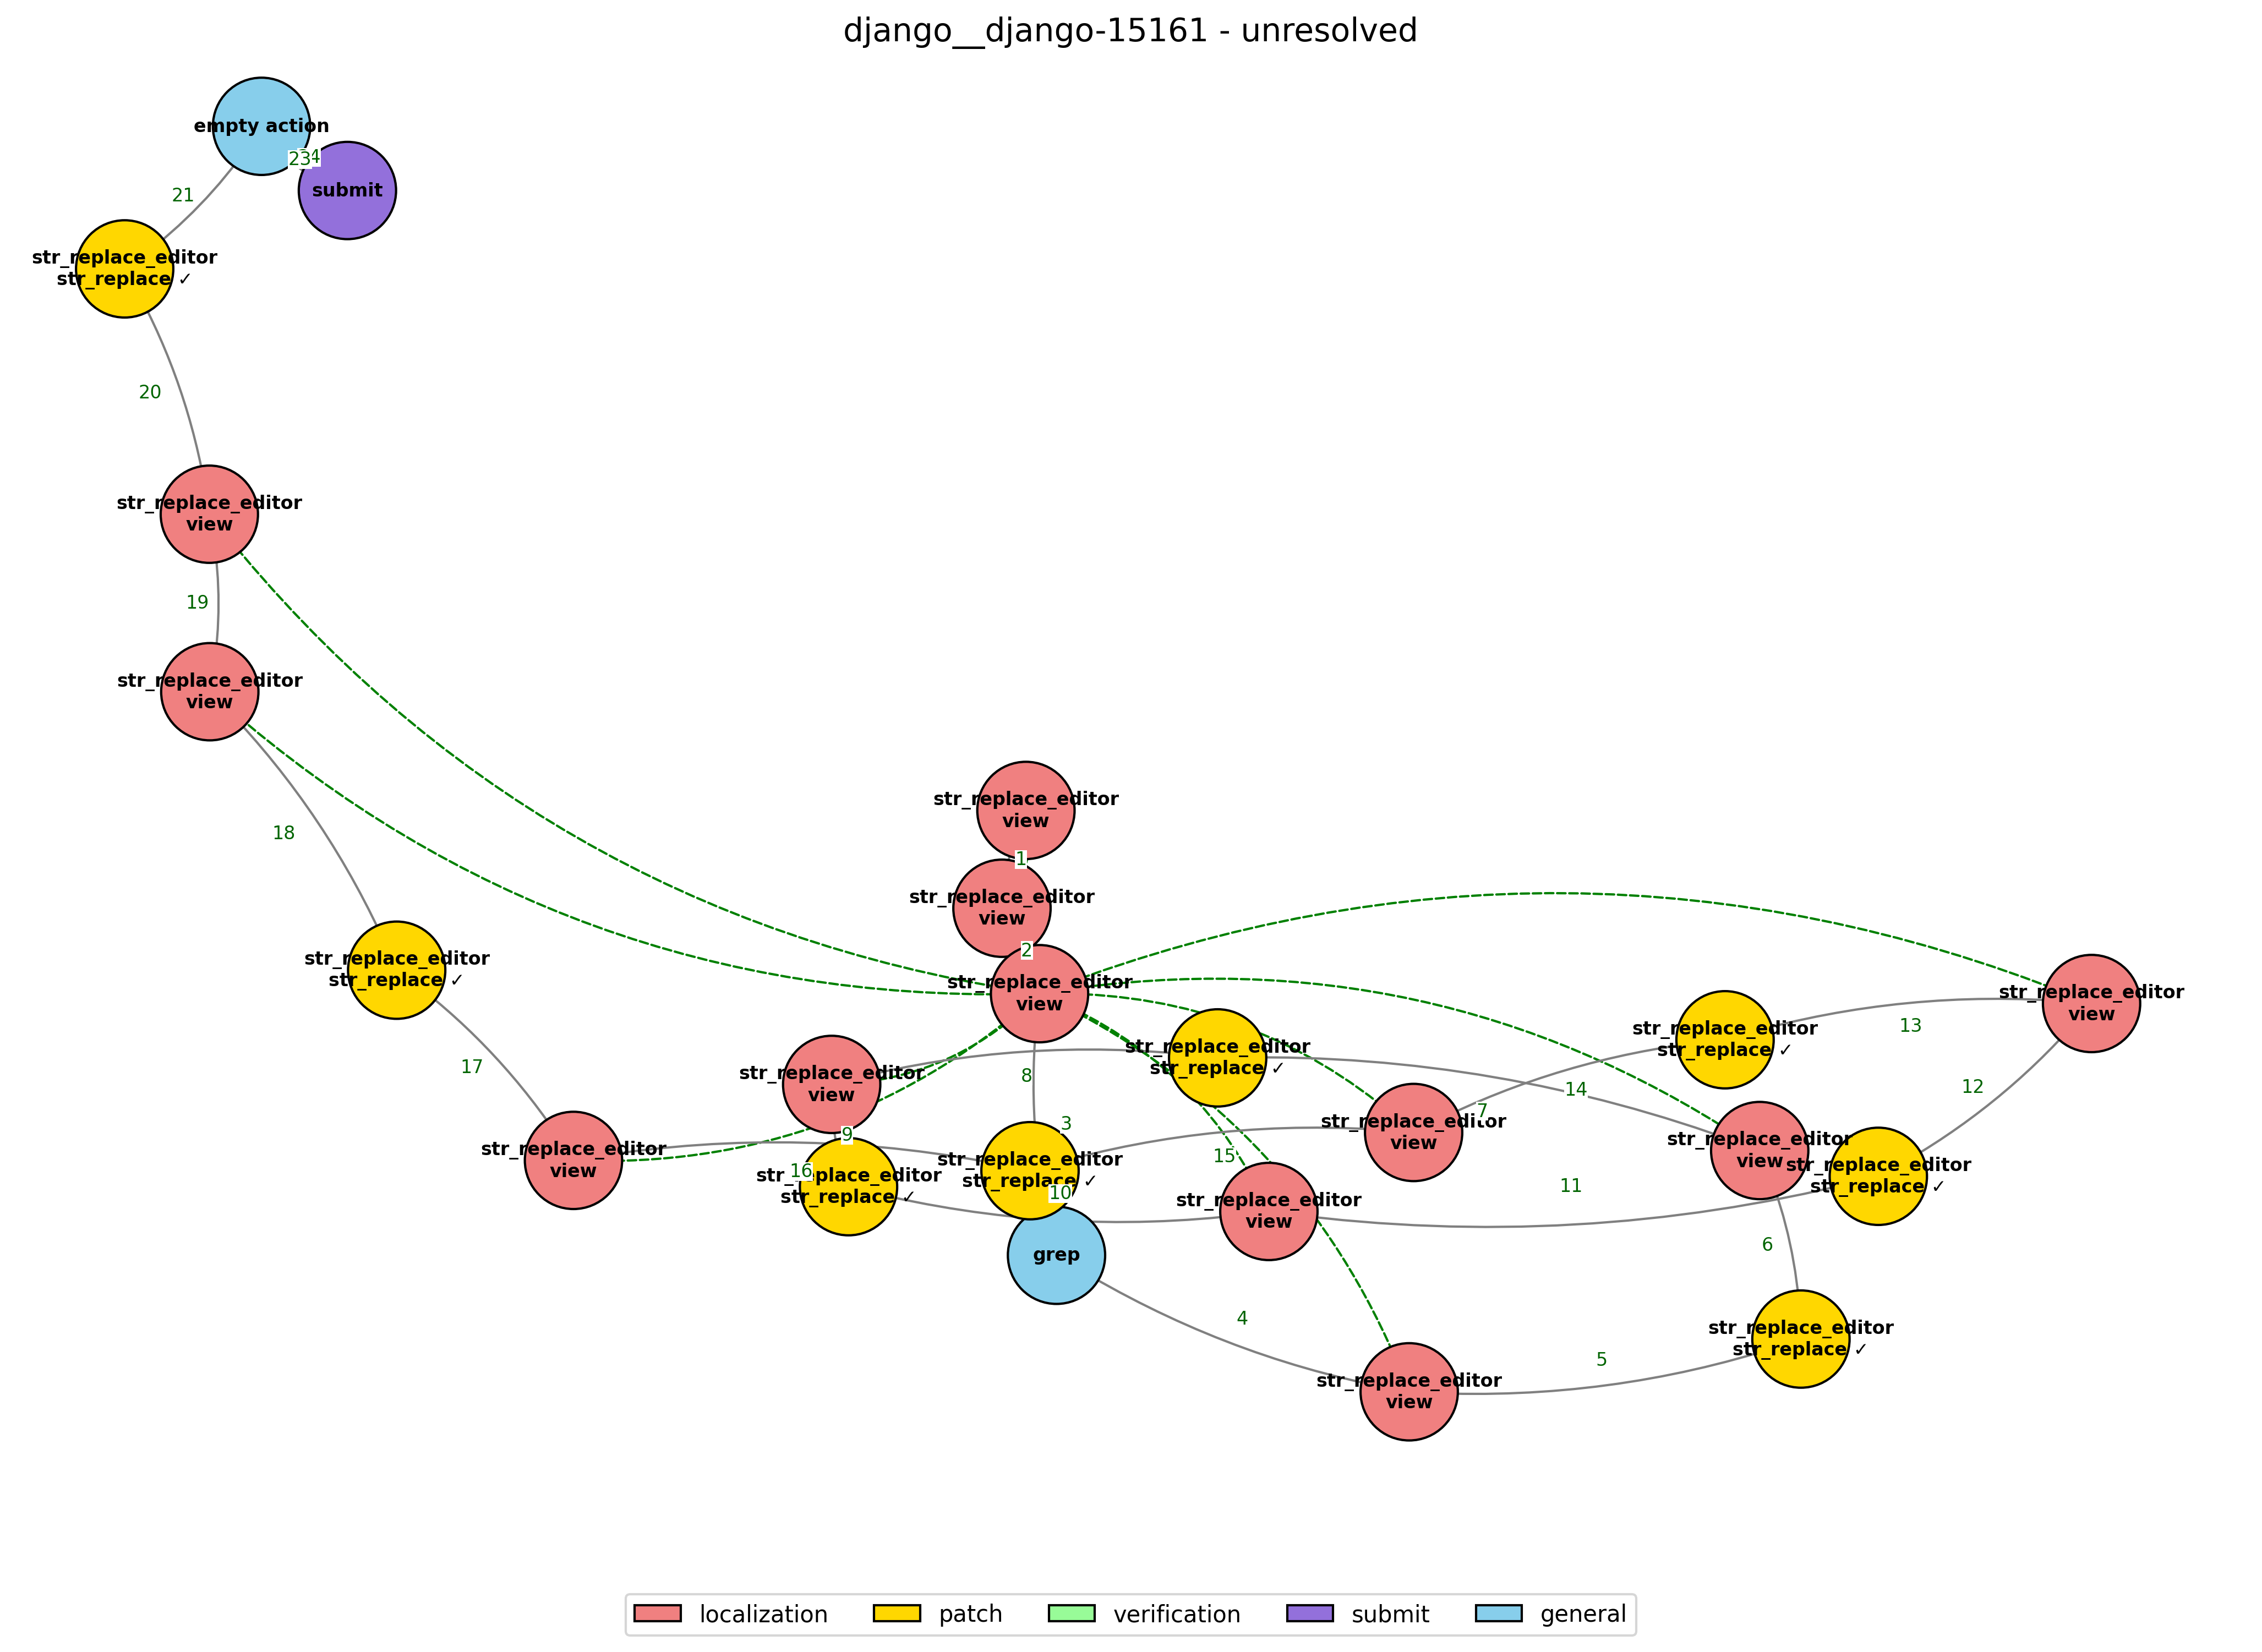 django__django-15161 - unresolved
empty action
23
4
submit
21
str_replace_editor
str_replace ✓
20
str_replace_editor
view
19
str_replace_editor
view
18
str_replace_editor
view
1
str_replace_editor
view
2
str_replace_editor
view
str_replace_editor
str_replace ✓
17
str_replace_editor
view
8
str_replace_editor
str_replace ✓
str_replace_editor
str_replace ✓
13
str_replace_editor
view
12
14
7
3
9
str_replace_editor
view
str_replace_editor
view
str_replace_editor
view
15
16
str_replace_editor
str_replace ✓
str_replace_editor
str_replace ✓
10
str_replace_editor
view
11
str_replace_editor
str_replace ✓
grep
6
4
5
str_replace_editor
str_replace ✓
str_replace_editor
view
localization
patch
verification
submit
general